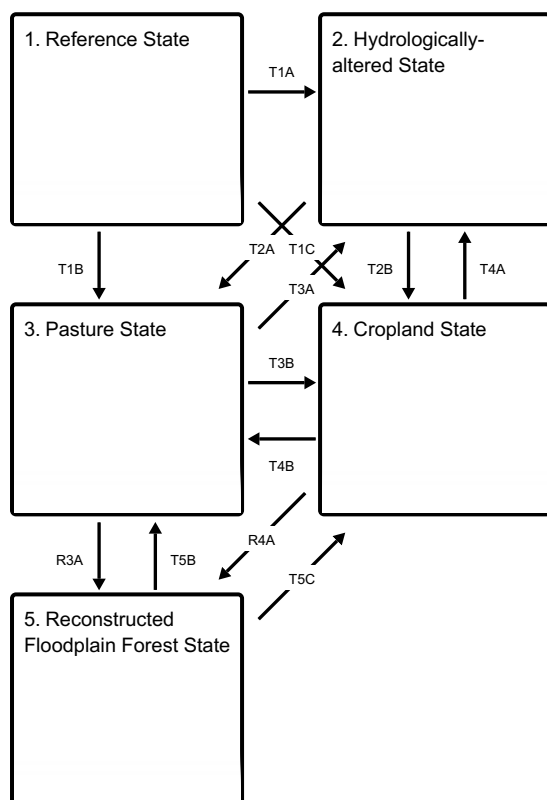 1. Reference State
2. Hydrologically-
altered State
T1A
T2A
T1C
T1B
T3A
T2B
T4A
3. Pasture State
4. Cropland State
T3B
T4B
R3A
T5B
R4A
T5C
5. Reconstructed
Floodplain Forest State